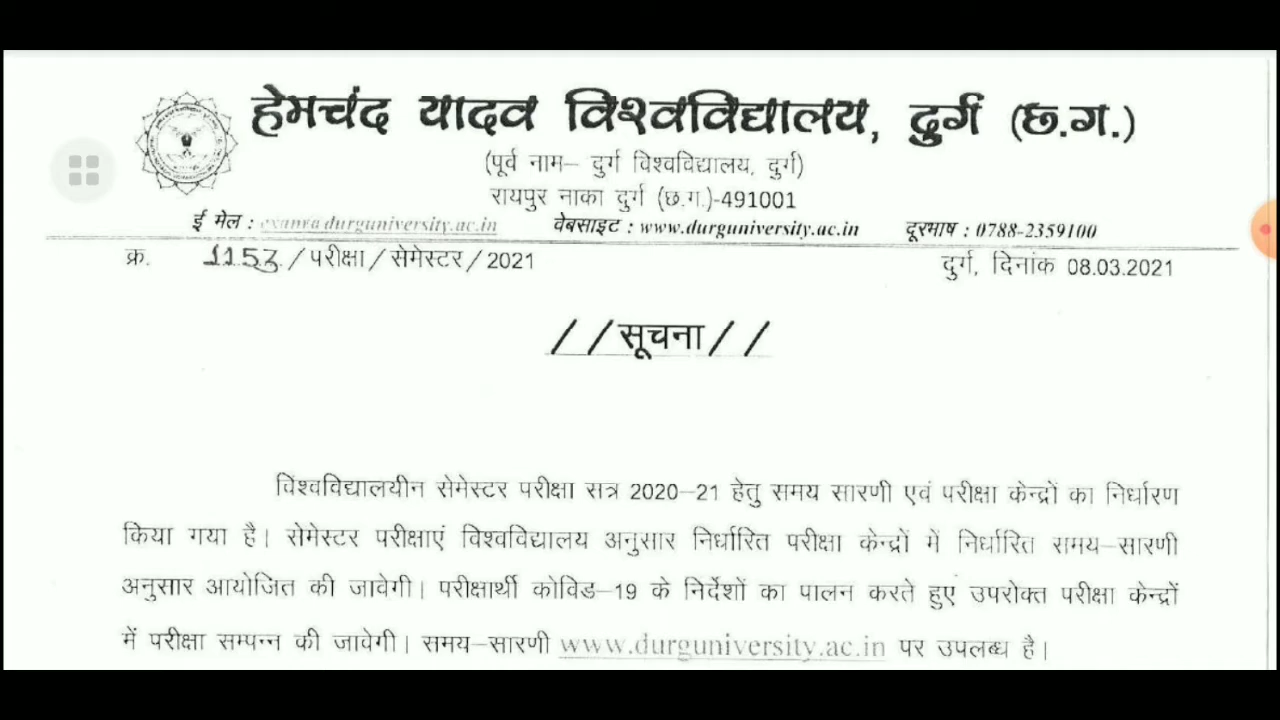 हेमचंद यादव विश्वविद्यालय, दुर्ग (छ.ग.)
(पूर्व नाम– दुर्ग विश्वविद्यालय, दुर्ग)
रायपुर नाका दुर्ग (छ.ग.)-491001
ई मेल : durguniversity.ac.in वेबसाइट : www.durguniversity.ac.in दूरभाष : 0788-2359100
क्र. /परीक्षा/सेमेस्टर/2021 दुर्ग, दिनांक 08.03.2021
//सूचना//
विश्वविद्यालयीन सेमेस्टर परीक्षा सत्र 2020–21 हेतु समय सारणी एवं परीक्षा केन्द्रों का निर्धारण
किया गया है। सेमेस्टर परीक्षाएं विश्वविद्यालय अनुसार निर्धारित परीक्षा केन्द्रों में निर्धारित समय–सारणी
अनुसार आयोजित की जावेगी। परीक्षार्थी कोविड–19 के निर्देशों का पालन करते हुए उपरोक्त परीक्षा केन्द्रों
में परीक्षा सम्पन्न की जावेगी। समय–सारणी www.durguniversity.ac.in पर उपलब्ध है।